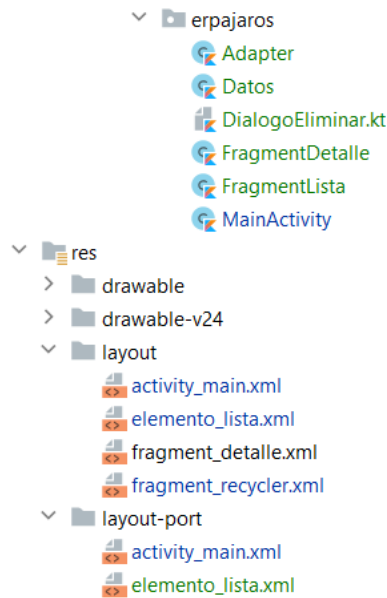 erpajaros
Adapter
Datos
DialogoEliminar.kt
FragmentDetalle
FragmentLista
MainActivity
res
drawable
drawable-v24
layout
activity_main.xml
elemento_lista.xml
fragment_detalle.xml
fragment_recycler.xml
layout-port
activity_main.xml
elemento_lista.xml